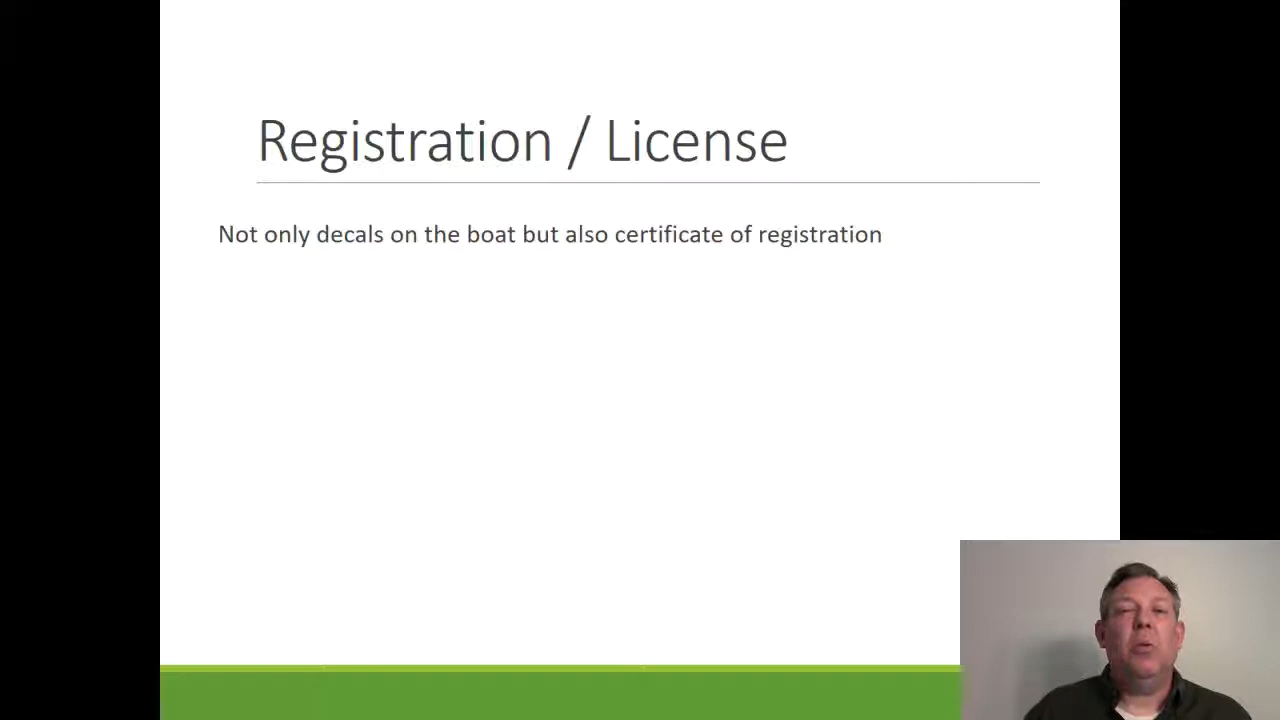 Registration / License
Not only decals on the boat but also certificate of registration